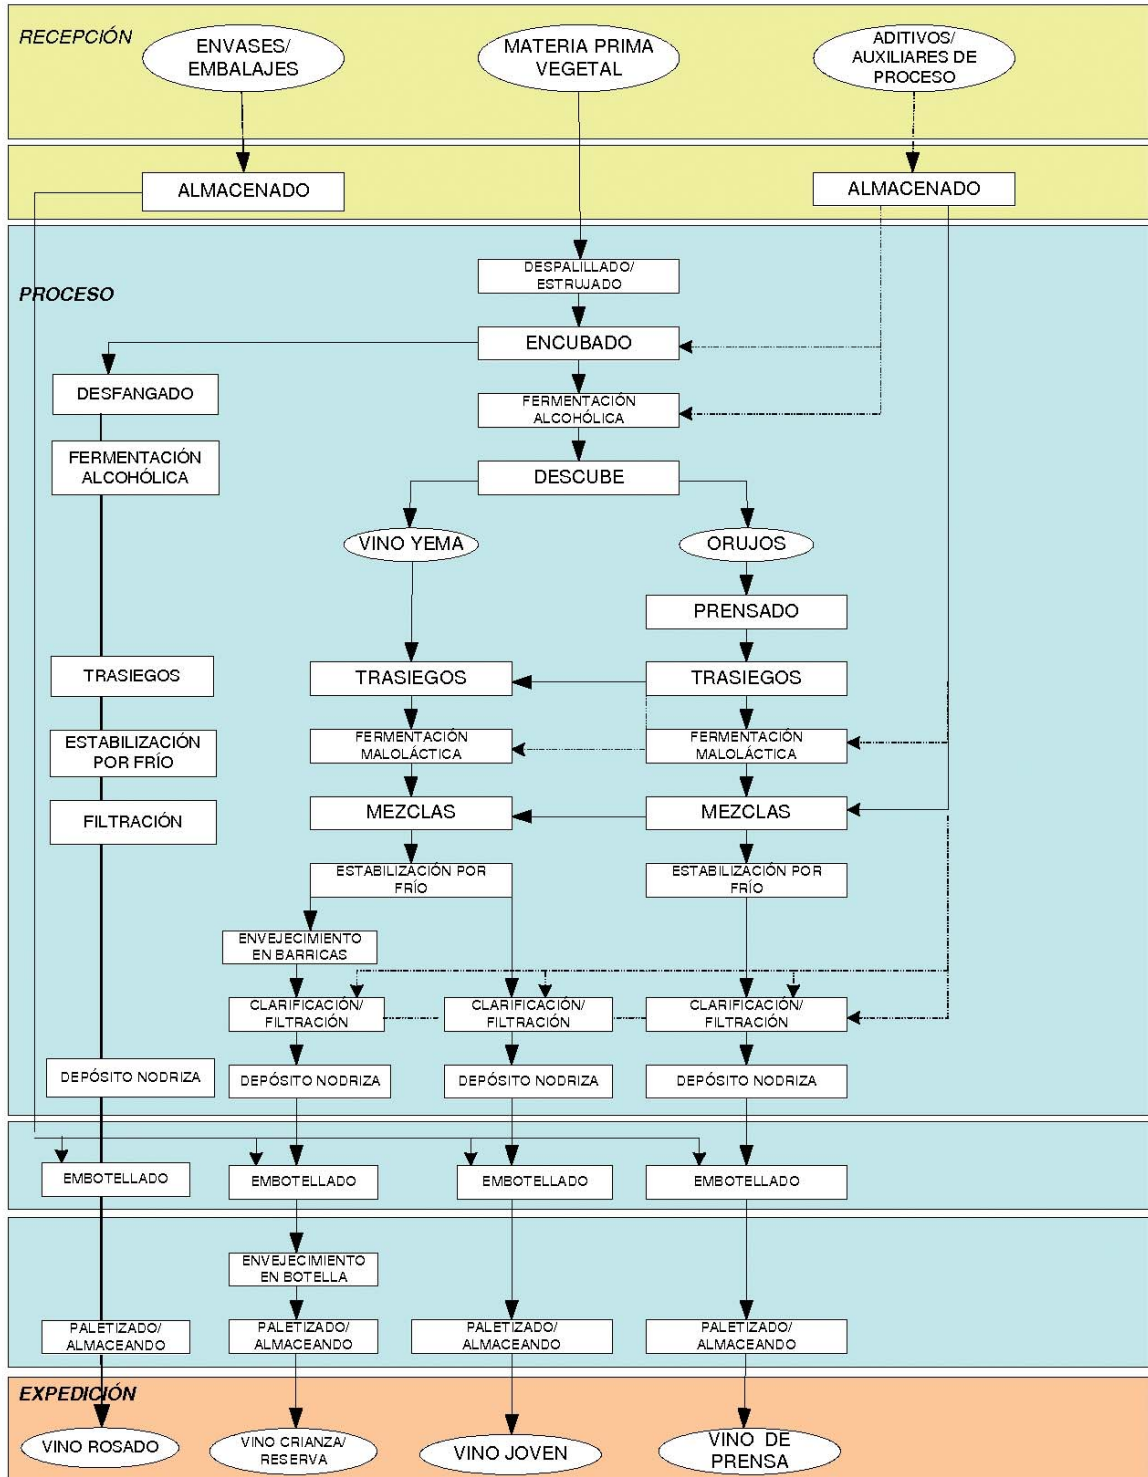 RECEPCIÓN
ENVASES/
EMBALAJES
MATERIA PRIMA
VEGETAL
ADITIVOS/
AUXILIARES DE
PROCESO
ALMACENADO
ALMACENADO
PROCESO
DESPALILLADO/
ESTRUJADO
ENCUBADO
DESFANGADO
FERMENTACIÓN
ALCOHÓLICA
FERMENTACIÓN
ALCOHÓLICA
DESCUBE
VINO YEMA
ORUJOS
PRENSADO
TRASIEGOS
TRASIEGOS
TRASIEGOS
ESTABILIZACIÓN
POR FRÍO
FERMENTACIÓN
MALOLÁCTICA
FERMENTACIÓN
MALOLÁCTICA
FILTRACIÓN
MEZCLAS
MEZCLAS
ESTABILIZACIÓN POR
FRÍO
ESTABILIZACIÓN POR
FRÍO
ENVEJECIMIENTO
EN BARRICAS
CLARIFICACIÓN/
FILTRACIÓN
CLARIFICACIÓN/
FILTRACIÓN
CLARIFICACIÓN/
FILTRACIÓN
DEPÓSITO NODRIZA
DEPÓSITO NODRIZA
DEPÓSITO NODRIZA
DEPÓSITO NODRIZA
EMBOTELLADO
EMBOTELLADO
EMBOTELLADO
EMBOTELLADO
ENVEJECIMIENTO
EN BOTELLA
PALETIZADO/
ALMACEANDO
PALETIZADO/
ALMACEANDO
PALETIZADO/
ALMACEANDO
PALETIZADO/
ALMACEANDO
EXPEDICIÓN
VINO ROSADO
VINO CRIANZA/
RESERVA
VINO JOVEN
VINO DE
PRENSA